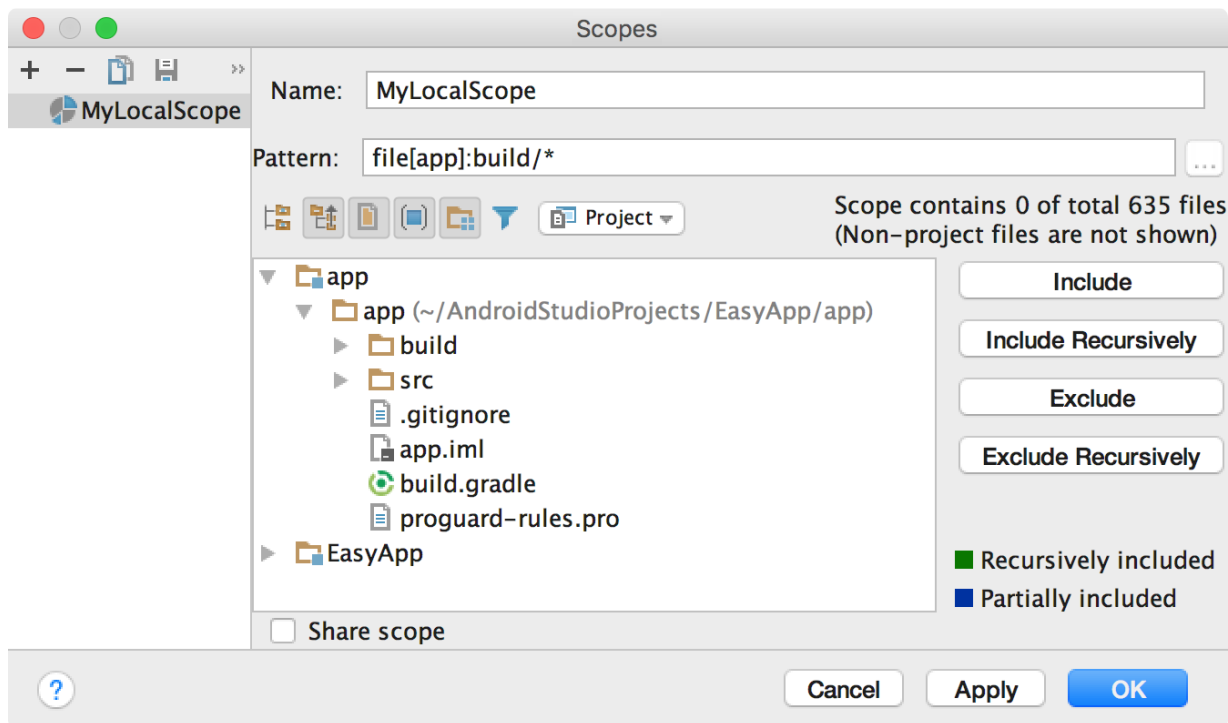 Scopes
MyLocalScope
Name: MyLocalScope
Pattern: file[app]:build/*
...
Project
Scope contains 0 of total 635 files
(Non-project files are not shown)
app
app (~/AndroidStudioProjects/EasyApp/app)
build
src
.gitignore
app.iml
build.gradle
proguard-rules.pro
EasyApp
Include
Include Recursively
Exclude
Exclude Recursively
Recursively included
Partially included
Share scope
?
Cancel
Apply
OK